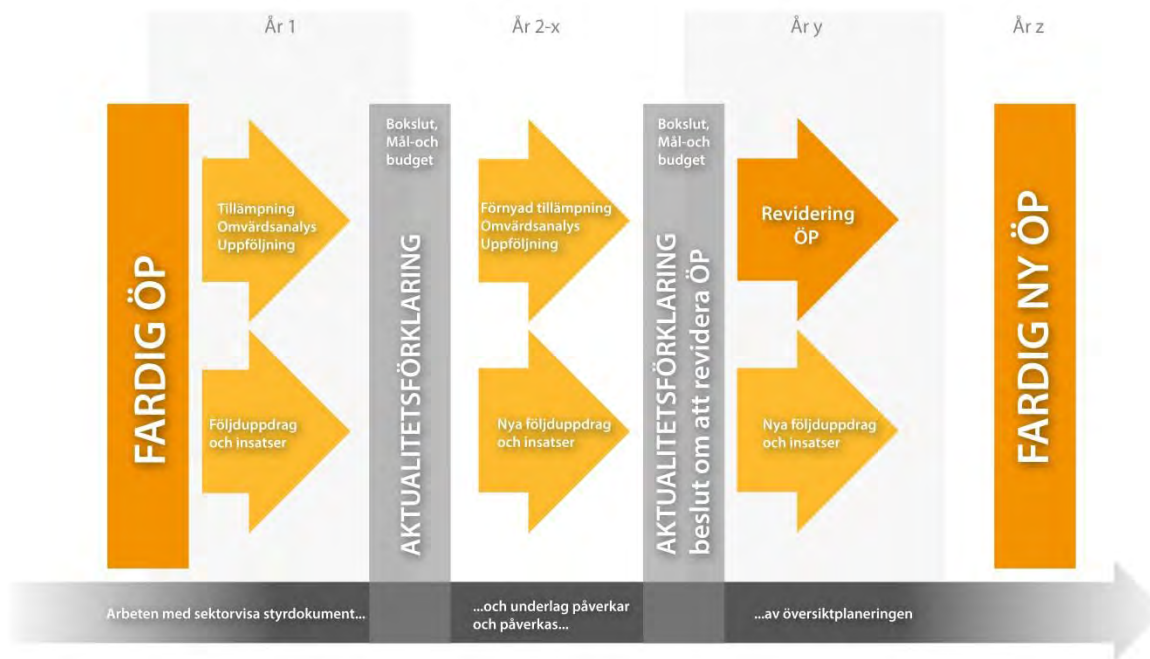 År 1
År 2-x
År y
År z
FARDIG ÖP
Tillämpning
Omvärdsanalys
Uppföljning
Följduppdrag
och insatser
Bokslut,
Mål-och
budget
AKTUALITETSFÖRKLARING
Förnyad tillämpning
Omvärdsanalys
Uppföljning
Nya följduppdrag
och insatser
Bokslut,
Mål-och
budget
AKTUALITETSFÖRKLARING
beslut om att revidera ÖP
Revidering
ÖP
Nya följduppdrag
och insatser
FARDIG NY ÖP
Arbeten med sektorvisa styrdokument...
...och underlag påverkar
och påverkas...
...av översiktplaneringen